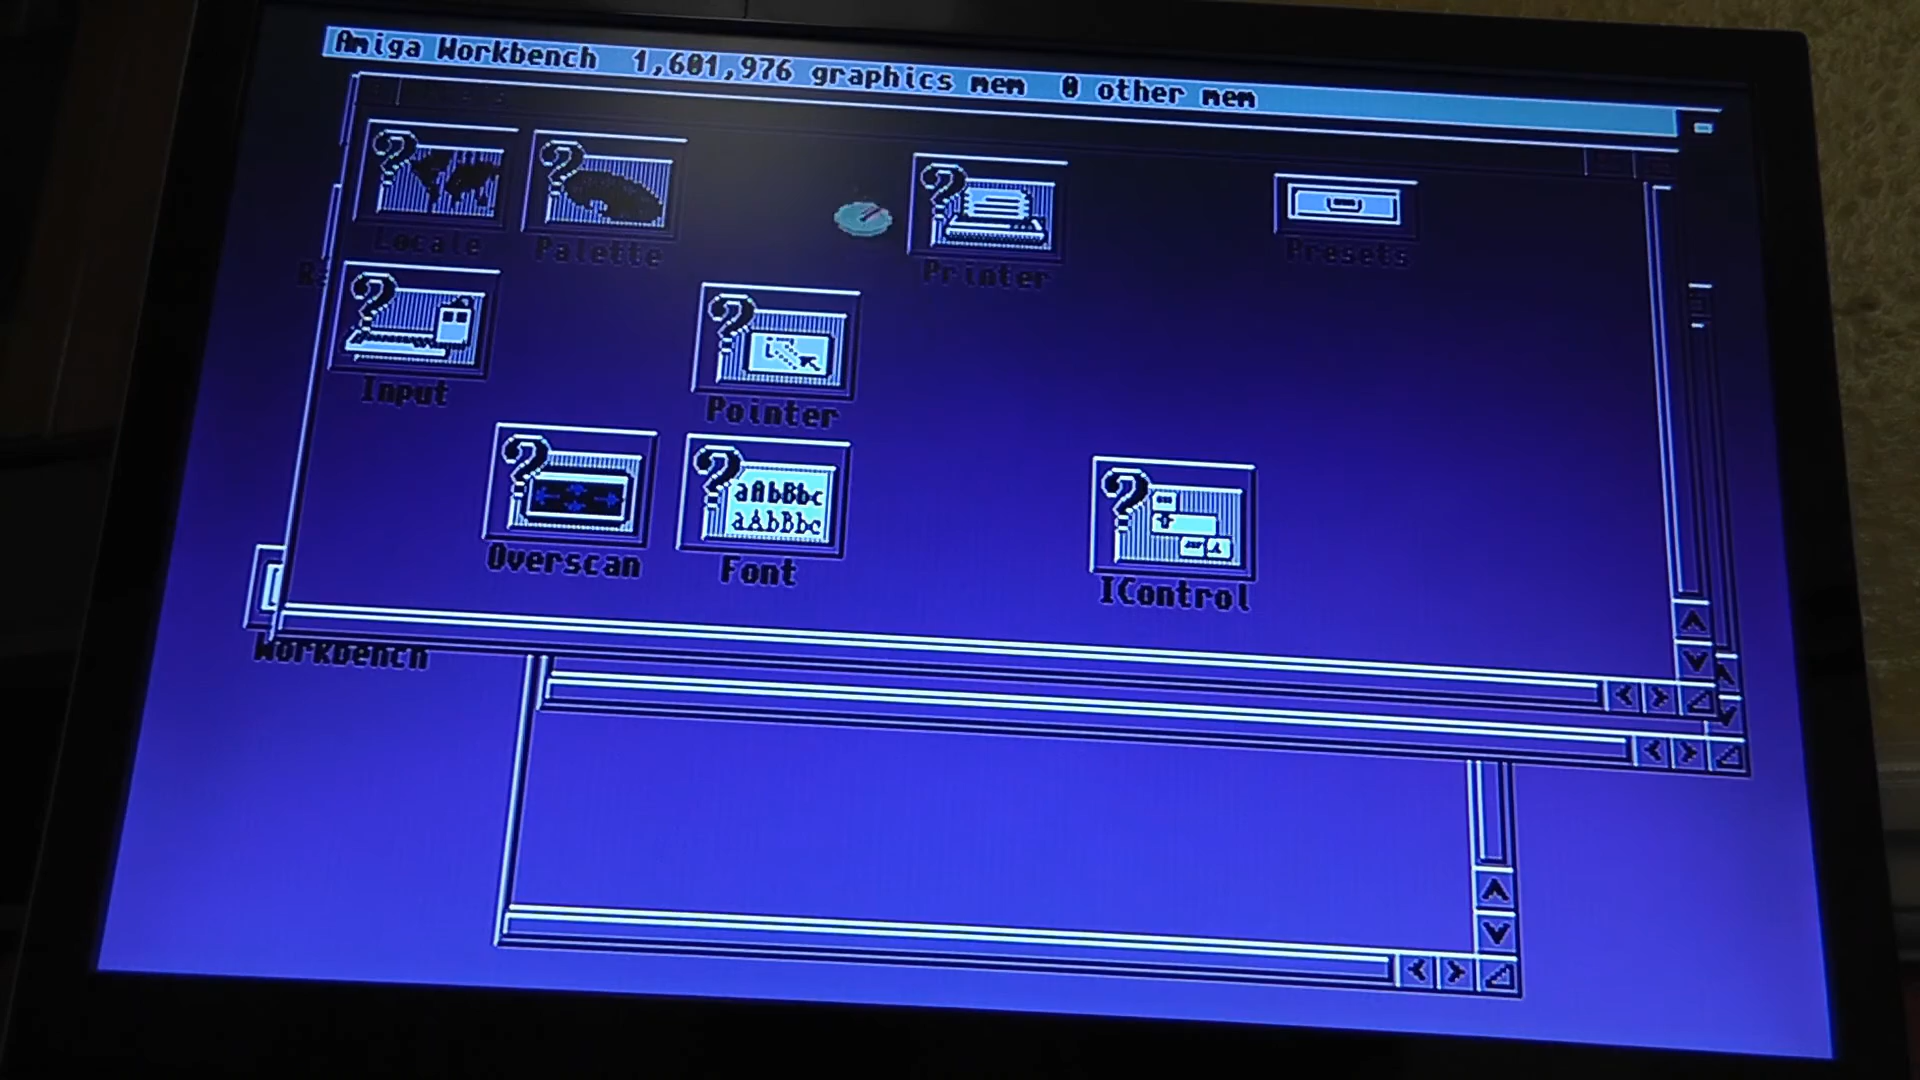 Amiga Workbench 1,601,976 graphics mem 0 other mem
Locale
Palette
Printer
Presets
Input
Pointer
aAbBbc
aAbBbc
Overscan
Font
IControl
Workbench